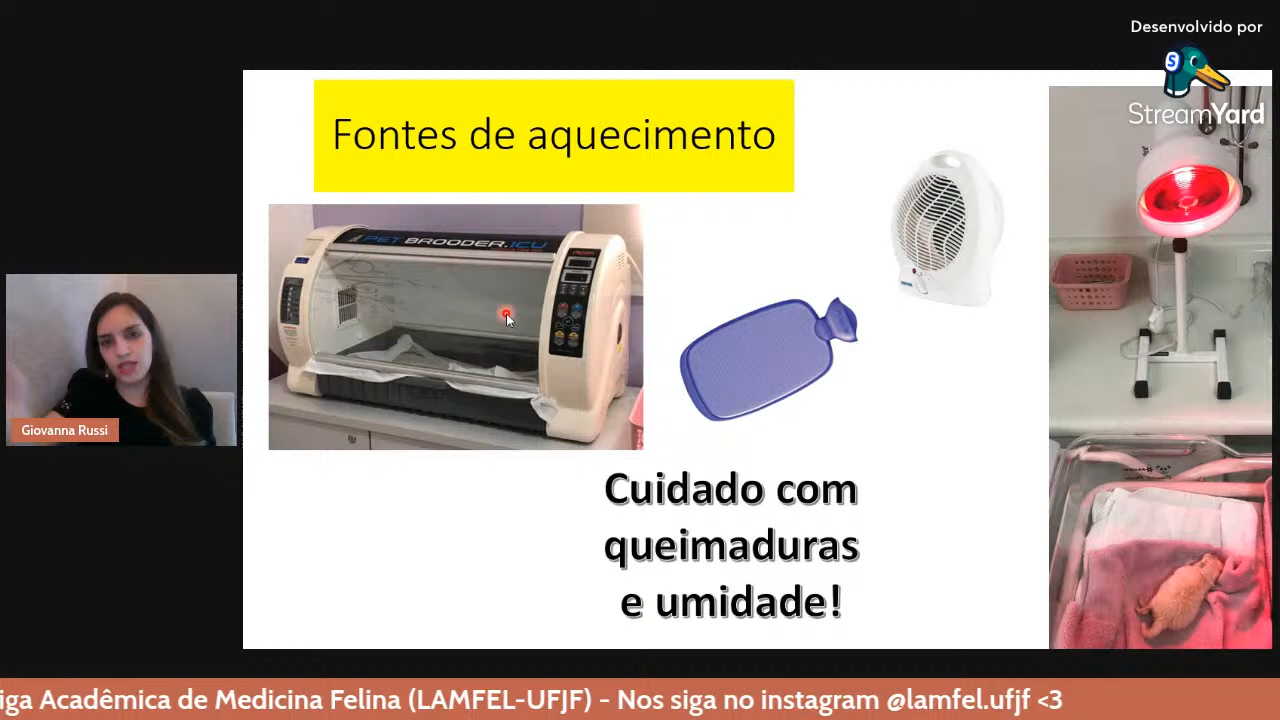 Desenvolvido por
StreamYard
Fontes de aquecimento
PET BROODER.ICU
Giovanna Russi
Cuidado com
queimaduras
e umidade!
iga Acadêmica de Medicina Felina (LAMFEL-UFJF) - Nos siga no instagram @lamfel.ufjf <3